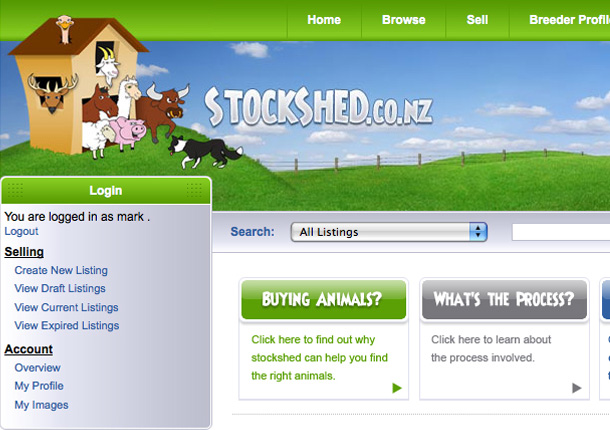 Home Browse Sell Breeder Profil
STOCKSHED.CO.NZ
Login
You are logged in as mark .
Logout
Selling
Create New Listing
View Draft Listings
View Current Listings
View Expired Listings
Account
Overview
My Profile
My Images
Search: All Listings
BUYING ANIMALS?
Click here to find out why
stockshed can help you find
the right animals.
WHAT'S THE PROCESS?
Click here to learn about
the process involved.